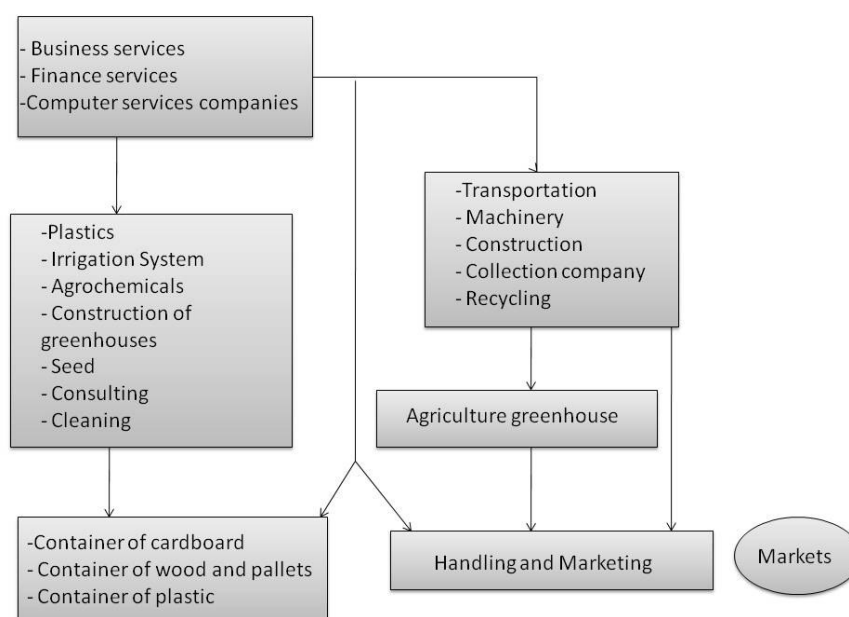 - Business services
- Finance services
-Computer services companies
-Transportation
- Machinery
- Construction
- Collection company
- Recycling
-Plastics
- Irrigation System
- Agrochemicals
- Construction of
greenhouses
- Seed
- Consulting
- Cleaning
Agriculture greenhouse
-Container of cardboard
- Container of wood and pallets
- Container of plastic
Handling and Marketing
Markets